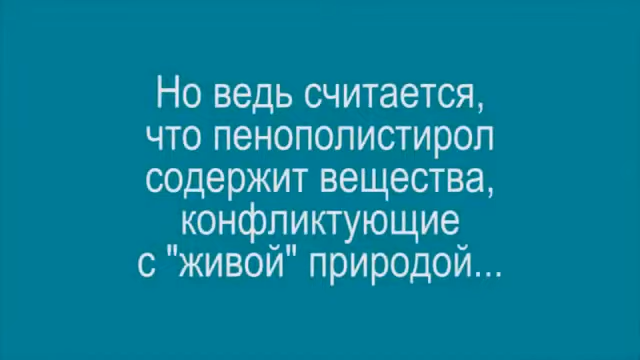 Но ведь считается,
что пенополистирол
содержит вещества,
конфликтующие
с "живой" природой...